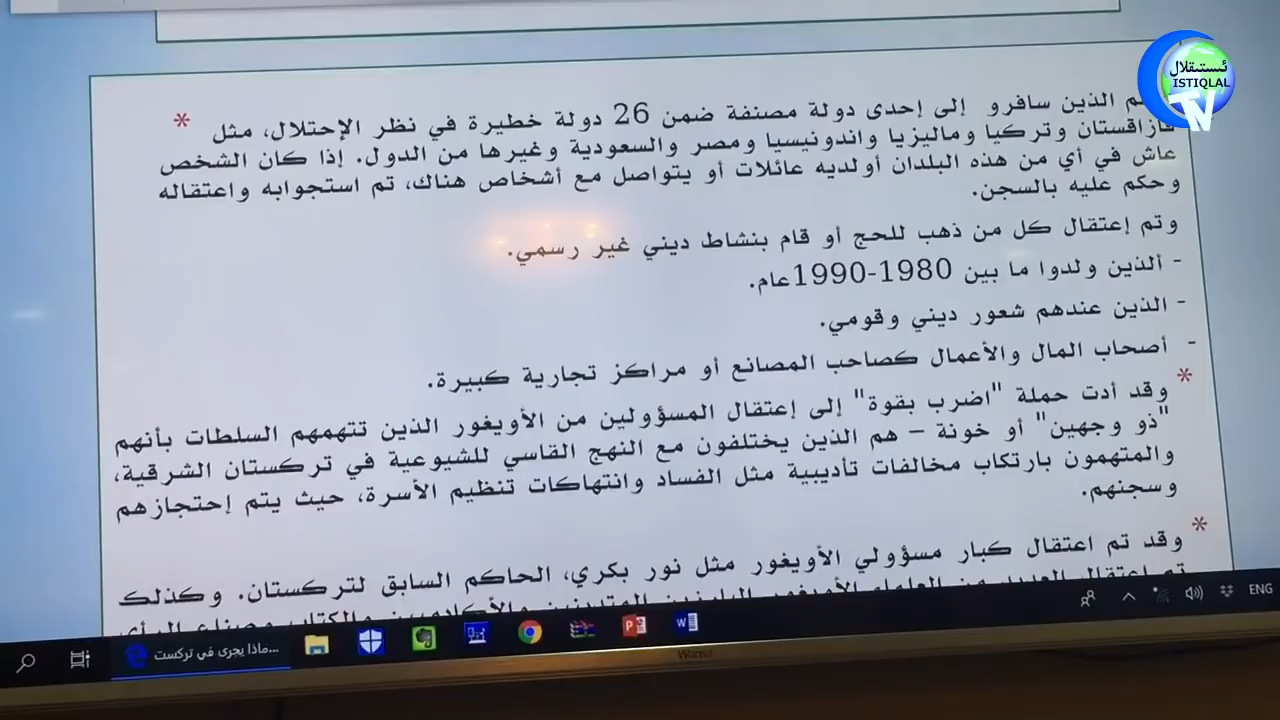 ئىستىقلال
ISTIQLAL
TV
* الذين سافرو إلى إحدى دولة مصنفة ضمن 26 دولة خطيرة في نظر الإحتلال، مثل
قازاقستان وتركيا وماليزيا واندونيسيا ومصر والسعودية وغيرها من الدول. إذا كان الشخص
عاش في أي من هذه البلدان أولديه عائلات أو يتواصل مع أشخاص هناك، تم استجوابه واعتقاله
وحكم عليه بالسجن.
وتم إعتقال كل من ذهب للحج أو قام بنشاط ديني غير رسمي.
- ألذين ولدوا ما بين 1980-1990عام.
- الذين عندهم شعور ديني وقومي.
- أصحاب المال والأعمال كصاحب المصانع أو مراكز تجارية كبيرة.
* وقد أدت حملة "اضرب بقوة" إلى إعتقال المسؤولين من الأويغور الذين تتهمهم السلطات بأنهم
"ذو وجهين" أو خونة – هم الذين يختلفون مع النهج القاسي للشيوعية في تركستان الشرقية،
والمتهمون بارتكاب مخالفات تأديبية مثل الفساد وانتهاكات تنظيم الأسرة، حيث يتم إحتجازهم
وسجنهم.
* وقد تم اعتقال كبار مسؤولي الأويغور مثل نور بكري، الحاكم السابق لتركستان. وكذلك
ماذا يجرى في تركست...
ENG
Wansa